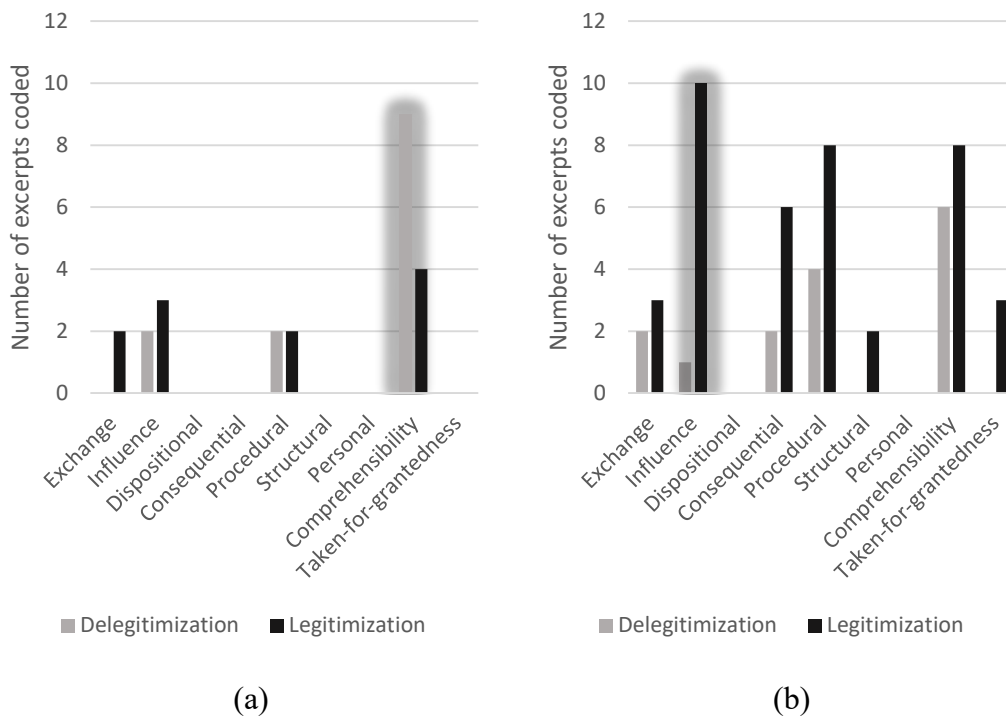 Number of excerpts coded
12
10
8
6
4
2
0
Exchange
Influence
Dispositional
Consequential
Procedural
Structural
Personal
Comprehensibility
Taken-for-grantedness
Delegitimization Legitimization
(a)
Number of excerpts coded
12
10
8
6
4
2
0
Exchange
Influence
Dispositional
Consequential
Procedural
Structural
Personal
Comprehensibility
Taken-for-grantedness
Delegitimization Legitimization
(b)